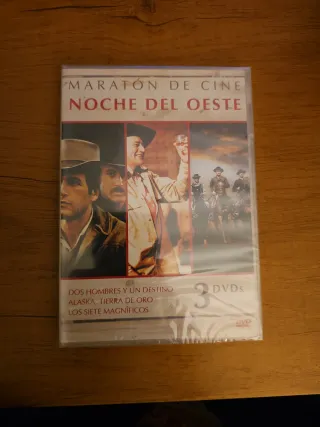 MARATÓN DE CINE
NOCHE DEL OESTE
DOS HOMBRES Y UN DESTINO
ALASKA, TIERRA DE ORO
LOS SIETE MAGNÍFICOS
3 DVDs